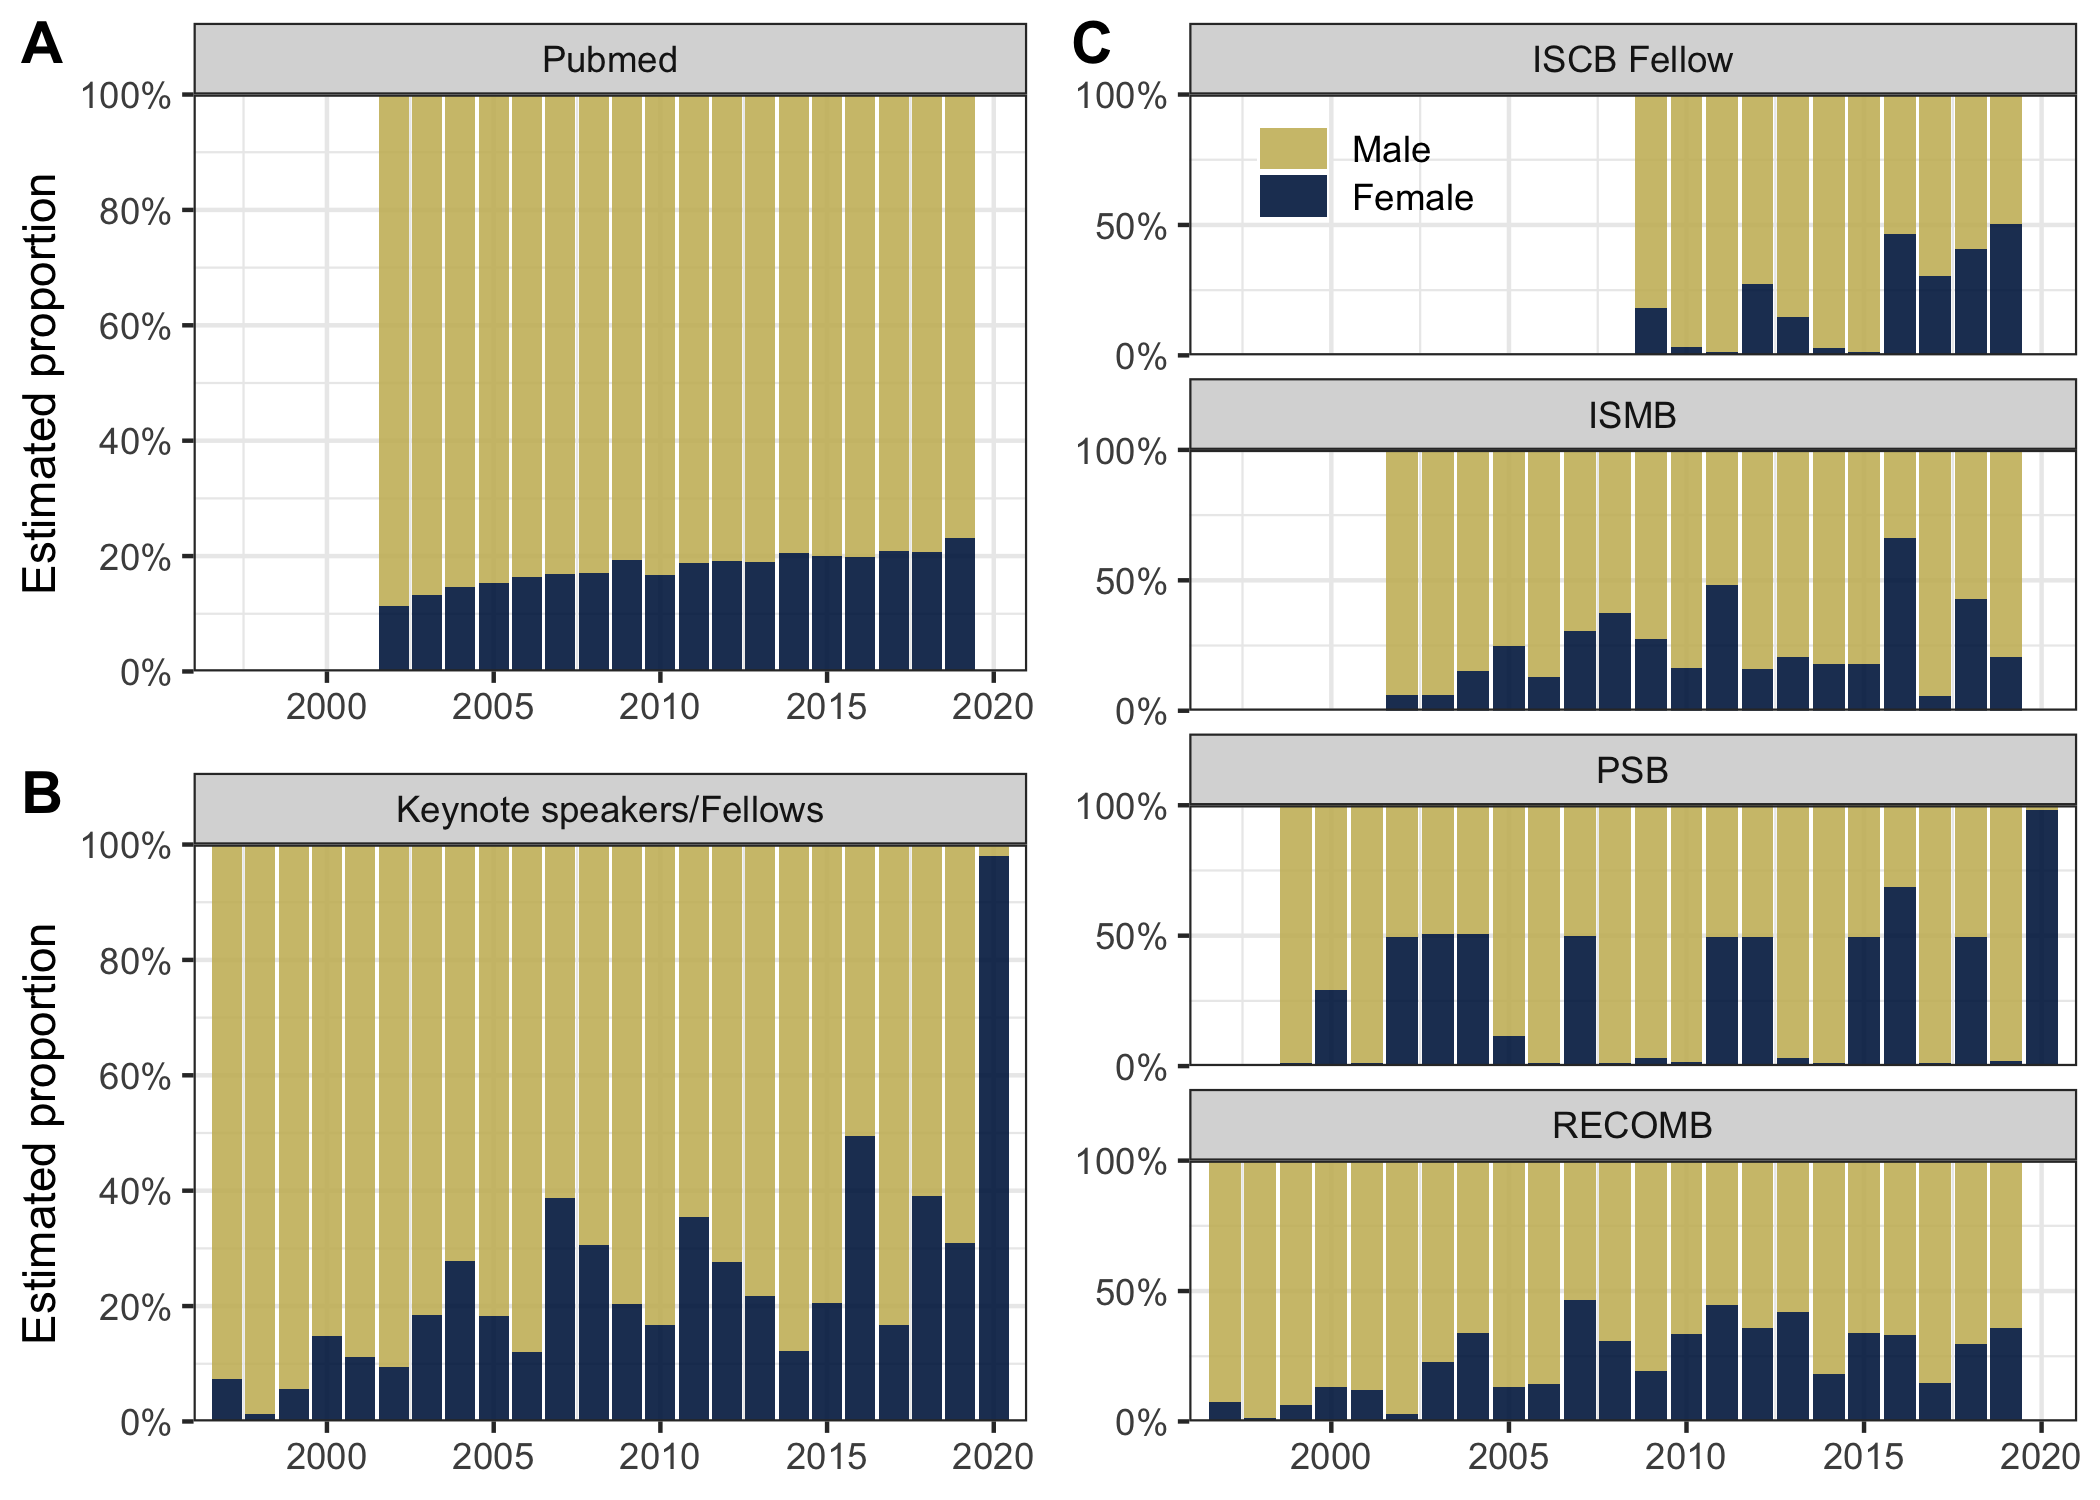 A
Pubmed
Estimated proportion
100%
80%
60%
40%
20%
0%
2000 2005 2010 2015 2020
B
Keynote speakers/Fellows
Estimated proportion
100%
80%
60%
40%
20%
0%
2000 2005 2010 2015 2020
C
ISCB Fellow
100%
50%
0%
Male
Female
ISMB
100%
50%
0%
PSB
100%
50%
0%
RECOMB
100%
50%
0%
2000 2005 2010 2015 2020